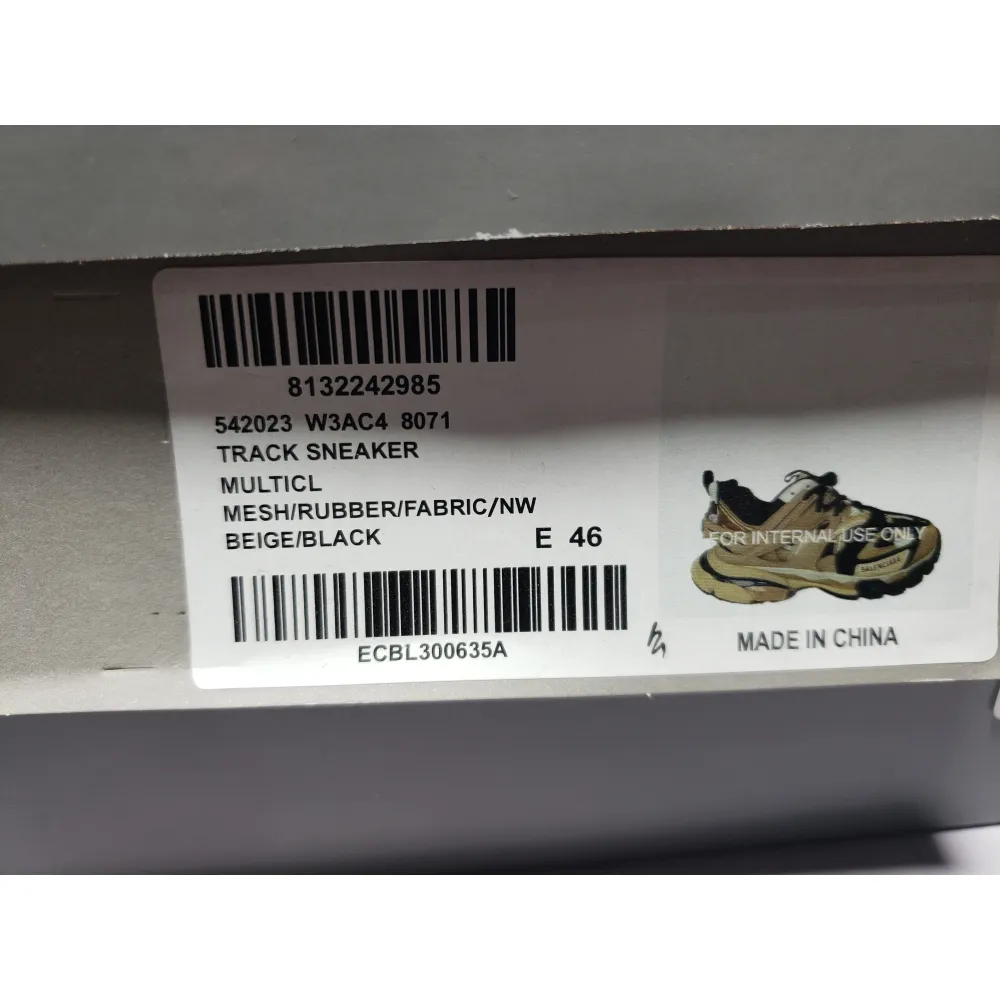 8132242985
542023 W3AC4 8071
TRACK SNEAKER
MULTICL
MESH/RUBBER/FABRIC/NW
BEIGE/BLACK
E 46
ECBL300635A
FOR INTERNAL USE ONLY
BALENCIAGA
MADE IN CHINA